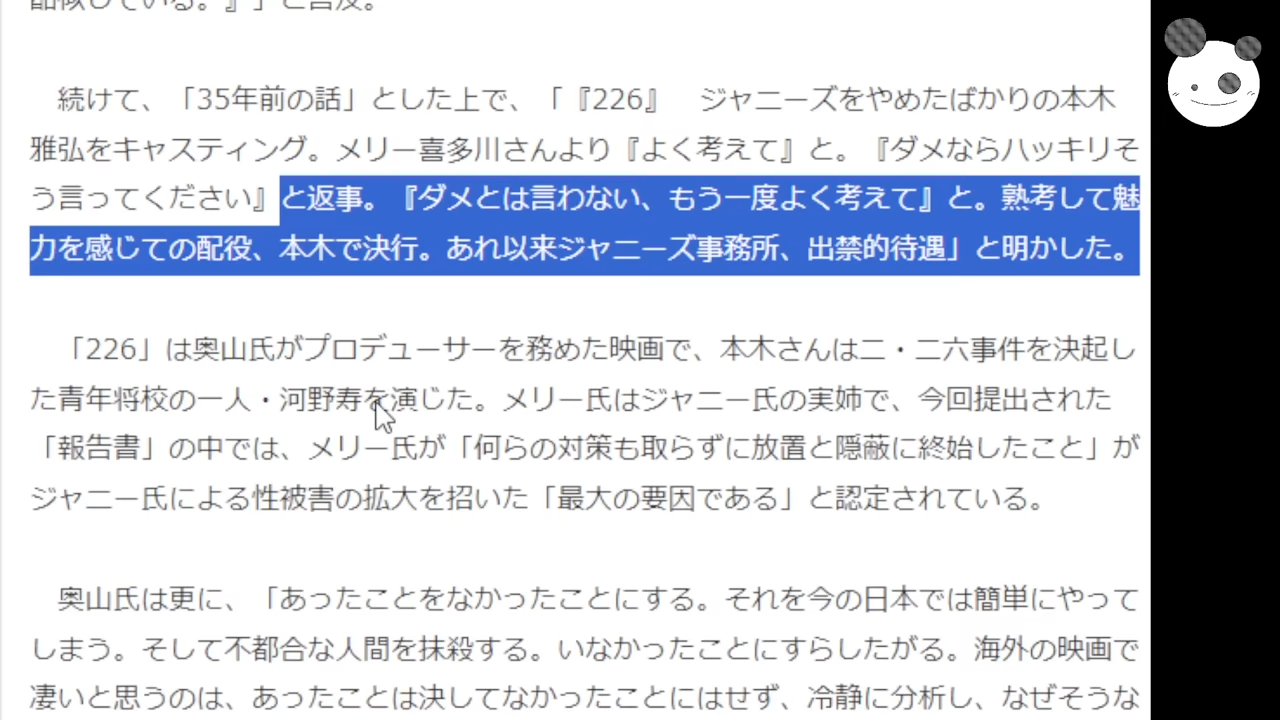 酷似している。』」と言及。
続けて、「35年前の話」とした上で、「『226』　ジャニーズをやめたばかりの本木
雅弘をキャスティング。メリー喜多川さんより『よく考えて』と。『ダメならハッキリそ
う言ってください』と返事。『ダメとは言わない、もう一度よく考えて』と。熟考して魅
力を感じての配役、本木で決行。あれ以来ジャニーズ事務所、出禁的待遇」と明かした。
「226」は奥山氏がプロデューサーを務めた映画で、本木さんは二・二六事件を決起し
た青年将校の一人・河野寿を演じた。メリー氏はジャニー氏の実姉で、今回提出された
「報告書」の中では、メリー氏が「何らの対策も取らずに放置と隠蔽に終始したこと」が
ジャニー氏による性被害の拡大を招いた「最大の要因である」と認定されている。
奥山氏は更に、「あったことをなかったことにする。それを今の日本では簡単にやって
しまう。そして不都合な人間を抹殺する。いなかったことにすらしたがる。海外の映画で
凄いと思うのは、あったことは決してなかったことにはせず、冷静に分析し、なぜそうな